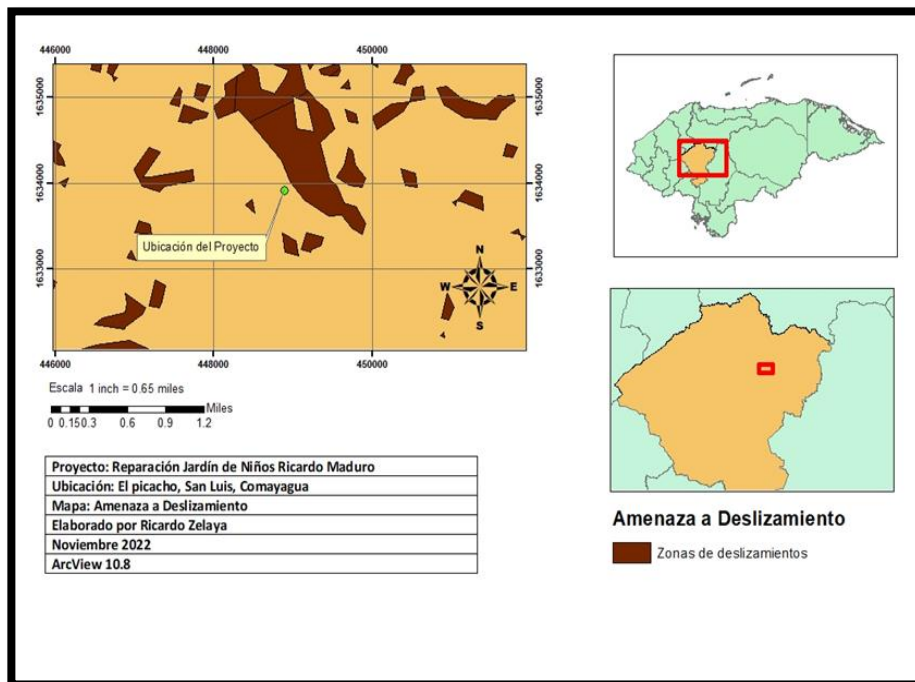 446000 448000 450000
1635000 1635000
1634000 1634000
1633000 1633000
Ubicación del Proyecto
N
W E
S
446000 448000 450000
Escala 1 inch = 0.65 miles
Miles
0 0.15 0.3 0.6 0.9 1.2
Proyecto: Reparación Jardín de Niños Ricardo Maduro
Ubicación: El picacho, San Luis, Comayagua
Mapa: Amenaza a Deslizamiento
Elaborado por Ricardo Zelaya
Noviembre 2022
ArcView 10.8
Amenaza a Deslizamiento
Zonas de deslizamientos